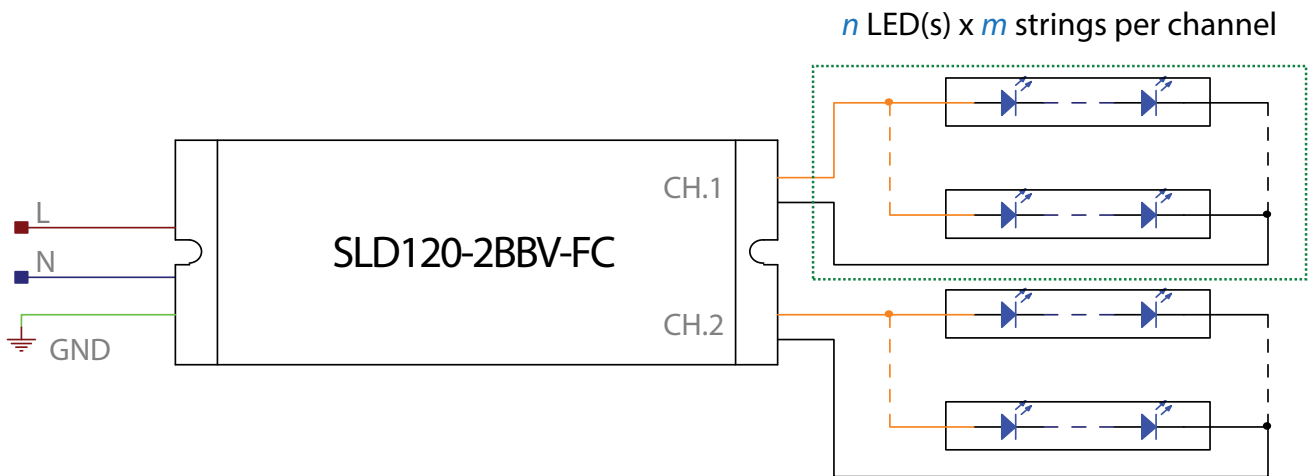 n LED(s) x m strings per channel
CH.1
L
SLD120-2BBV-FC
N
CH.2
GND